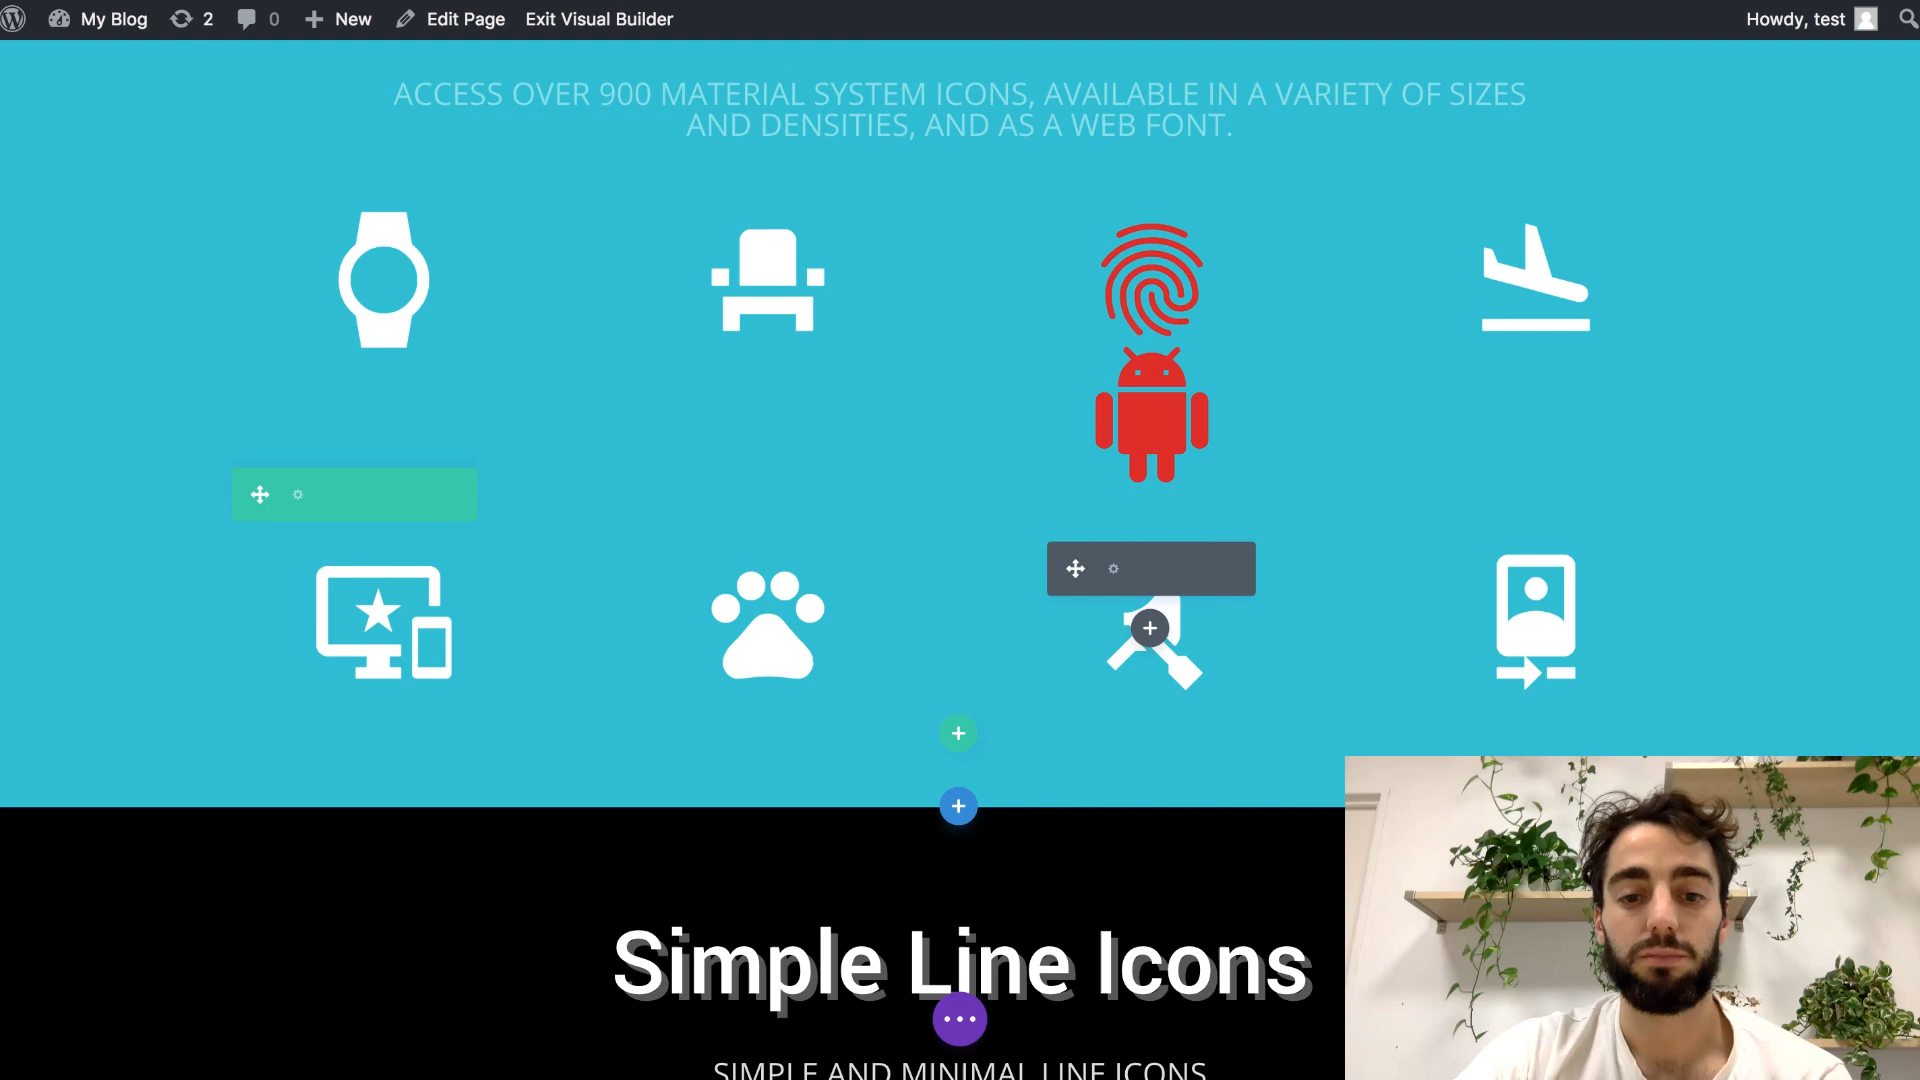 My Blog 2 0 New Edit Page Exit Visual Builder Howdy, test
ACCESS OVER 900 MATERIAL SYSTEM ICONS, AVAILABLE IN A VARIETY OF SIZES
AND DENSITIES, AND AS A WEB FONT.
Simple Line Icons
SIMPLE AND MINIMAL LINE ICONS